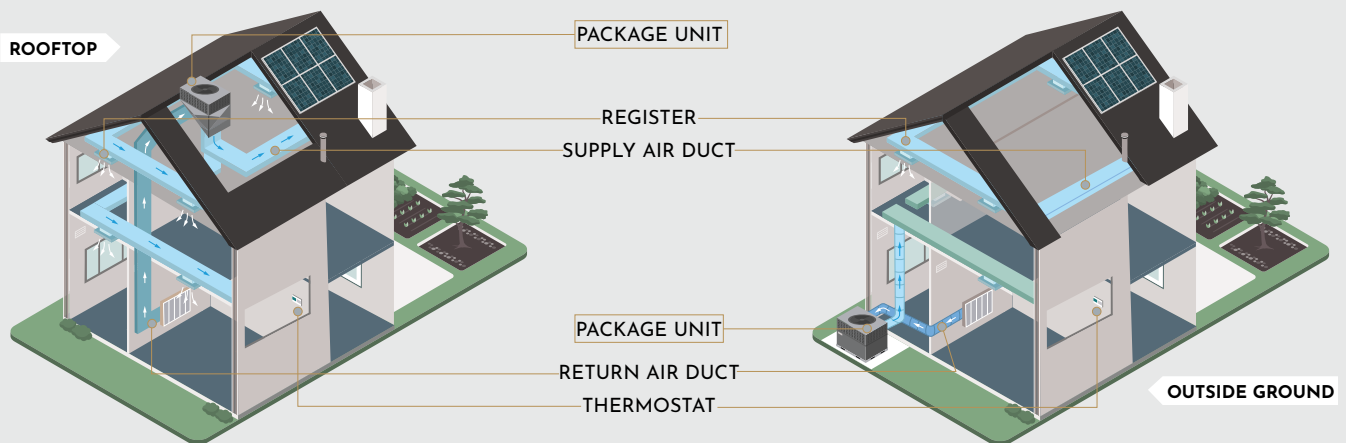 ROOFTOP
PACKAGE UNIT
REGISTER
SUPPLY AIR DUCT
PACKAGE UNIT
RETURN AIR DUCT
THERMOSTAT
OUTSIDE GROUND